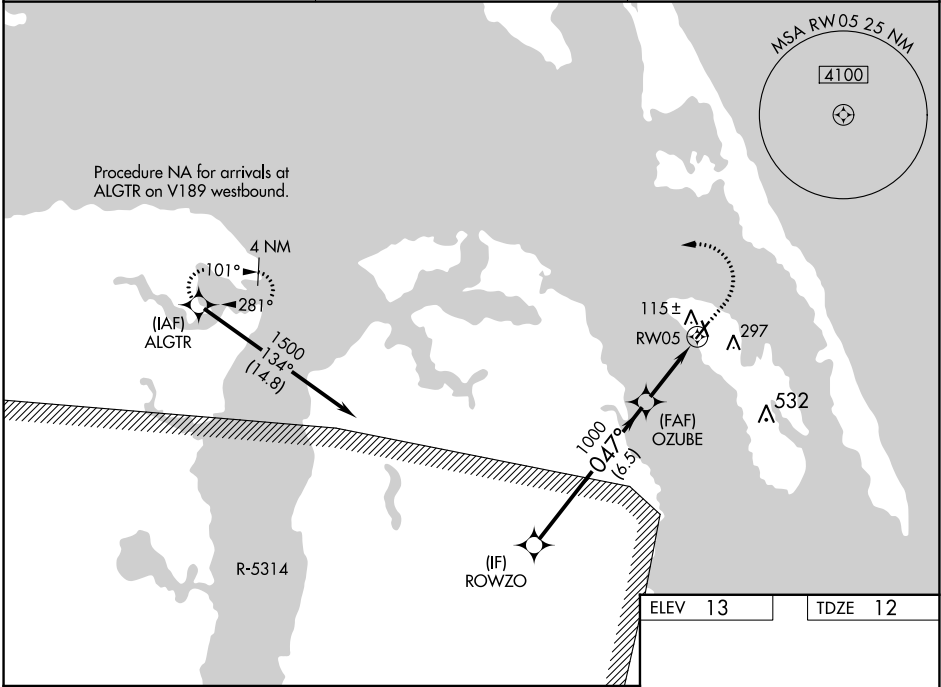 MSA RW05 25 NM
4100
Procedure NA for arrivals at
ALGTR on V189 westbound.
4 NM
101°
281°
(IAF)
ALGTR
1500
134°
(14.8)
115±
RW05
297
532
(FAF)
OZUBE
1000
047°
(6.5)
(IF)
ROWZO
R-5314
ELEV 13
TDZE 12